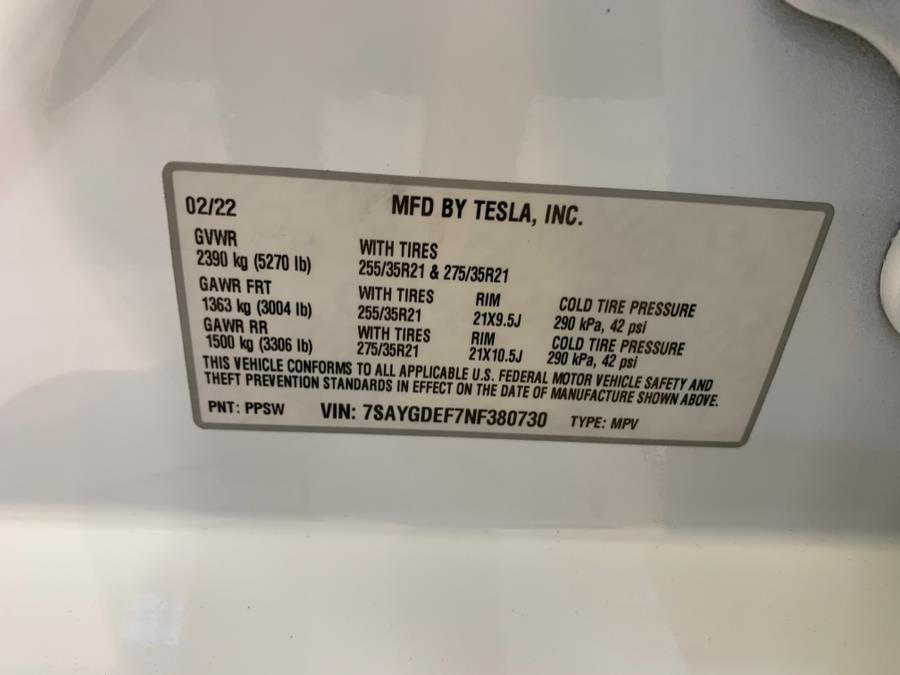 02/22 MFD BY TESLA, INC.
GVWR
2390 kg (5270 lb) WITH TIRES
255/35R21 & 275/35R21
GAWR FRT WITH TIRES RIM COLD TIRE PRESSURE
1363 kg (3004 lb) 255/35R21 21X9.5J 290 kPa, 42 psi
GAWR RR WITH TIRES RIM COLD TIRE PRESSURE
1500 kg (3306 lb) 275/35R21 21X10.5J 290 kPa, 42 psi
THIS VEHICLE CONFORMS TO ALL APPLICABLE U.S. FEDERAL MOTOR VEHICLE SAFETY AND
THEFT PREVENTION STANDARDS IN EFFECT ON THE DATE OF MANUFACTURE SHOWN ABOVE.
PNT: PPSW VIN: 7SAYGDEF7NF380730 TYPE: MPV